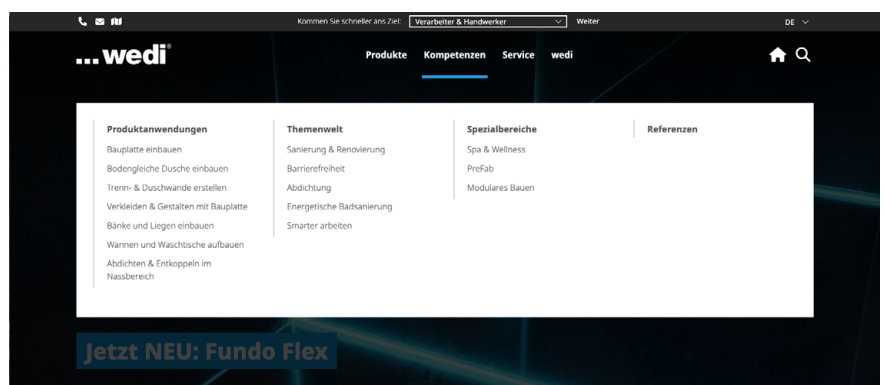 Kommen Sie schneller ans Ziel: Verarbeiter & Handwerker Weiter DE
...wedi®
Produkte Kompetenzen Service wedi
Produktanwendungen
Bauplatte einbauen
Bodengleiche Dusche einbauen
Trenn- & Duschwände erstellen
Verkleiden & Gestalten mit Bauplatte
Bänke und Liegen einbauen
Wannen und Waschtische aufbauen
Abdichten & Entkoppeln im
Nassbereich
Themenwelt
Sanierung & Renovierung
Barrierefreiheit
Abdichtung
Energetische Badsanierung
Smarter arbeiten
Spezialbereiche
Spa & Wellness
PreFab
Modulares Bauen
Referenzen
Jetzt NEU: Fundo Flex